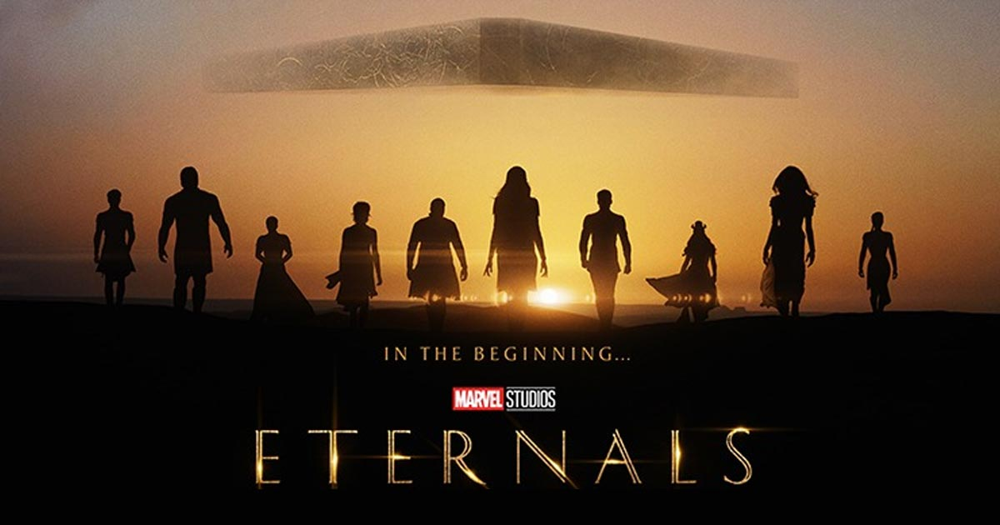 IN THE BEGINNING...
MARVEL STUDIOS
ETERNALS